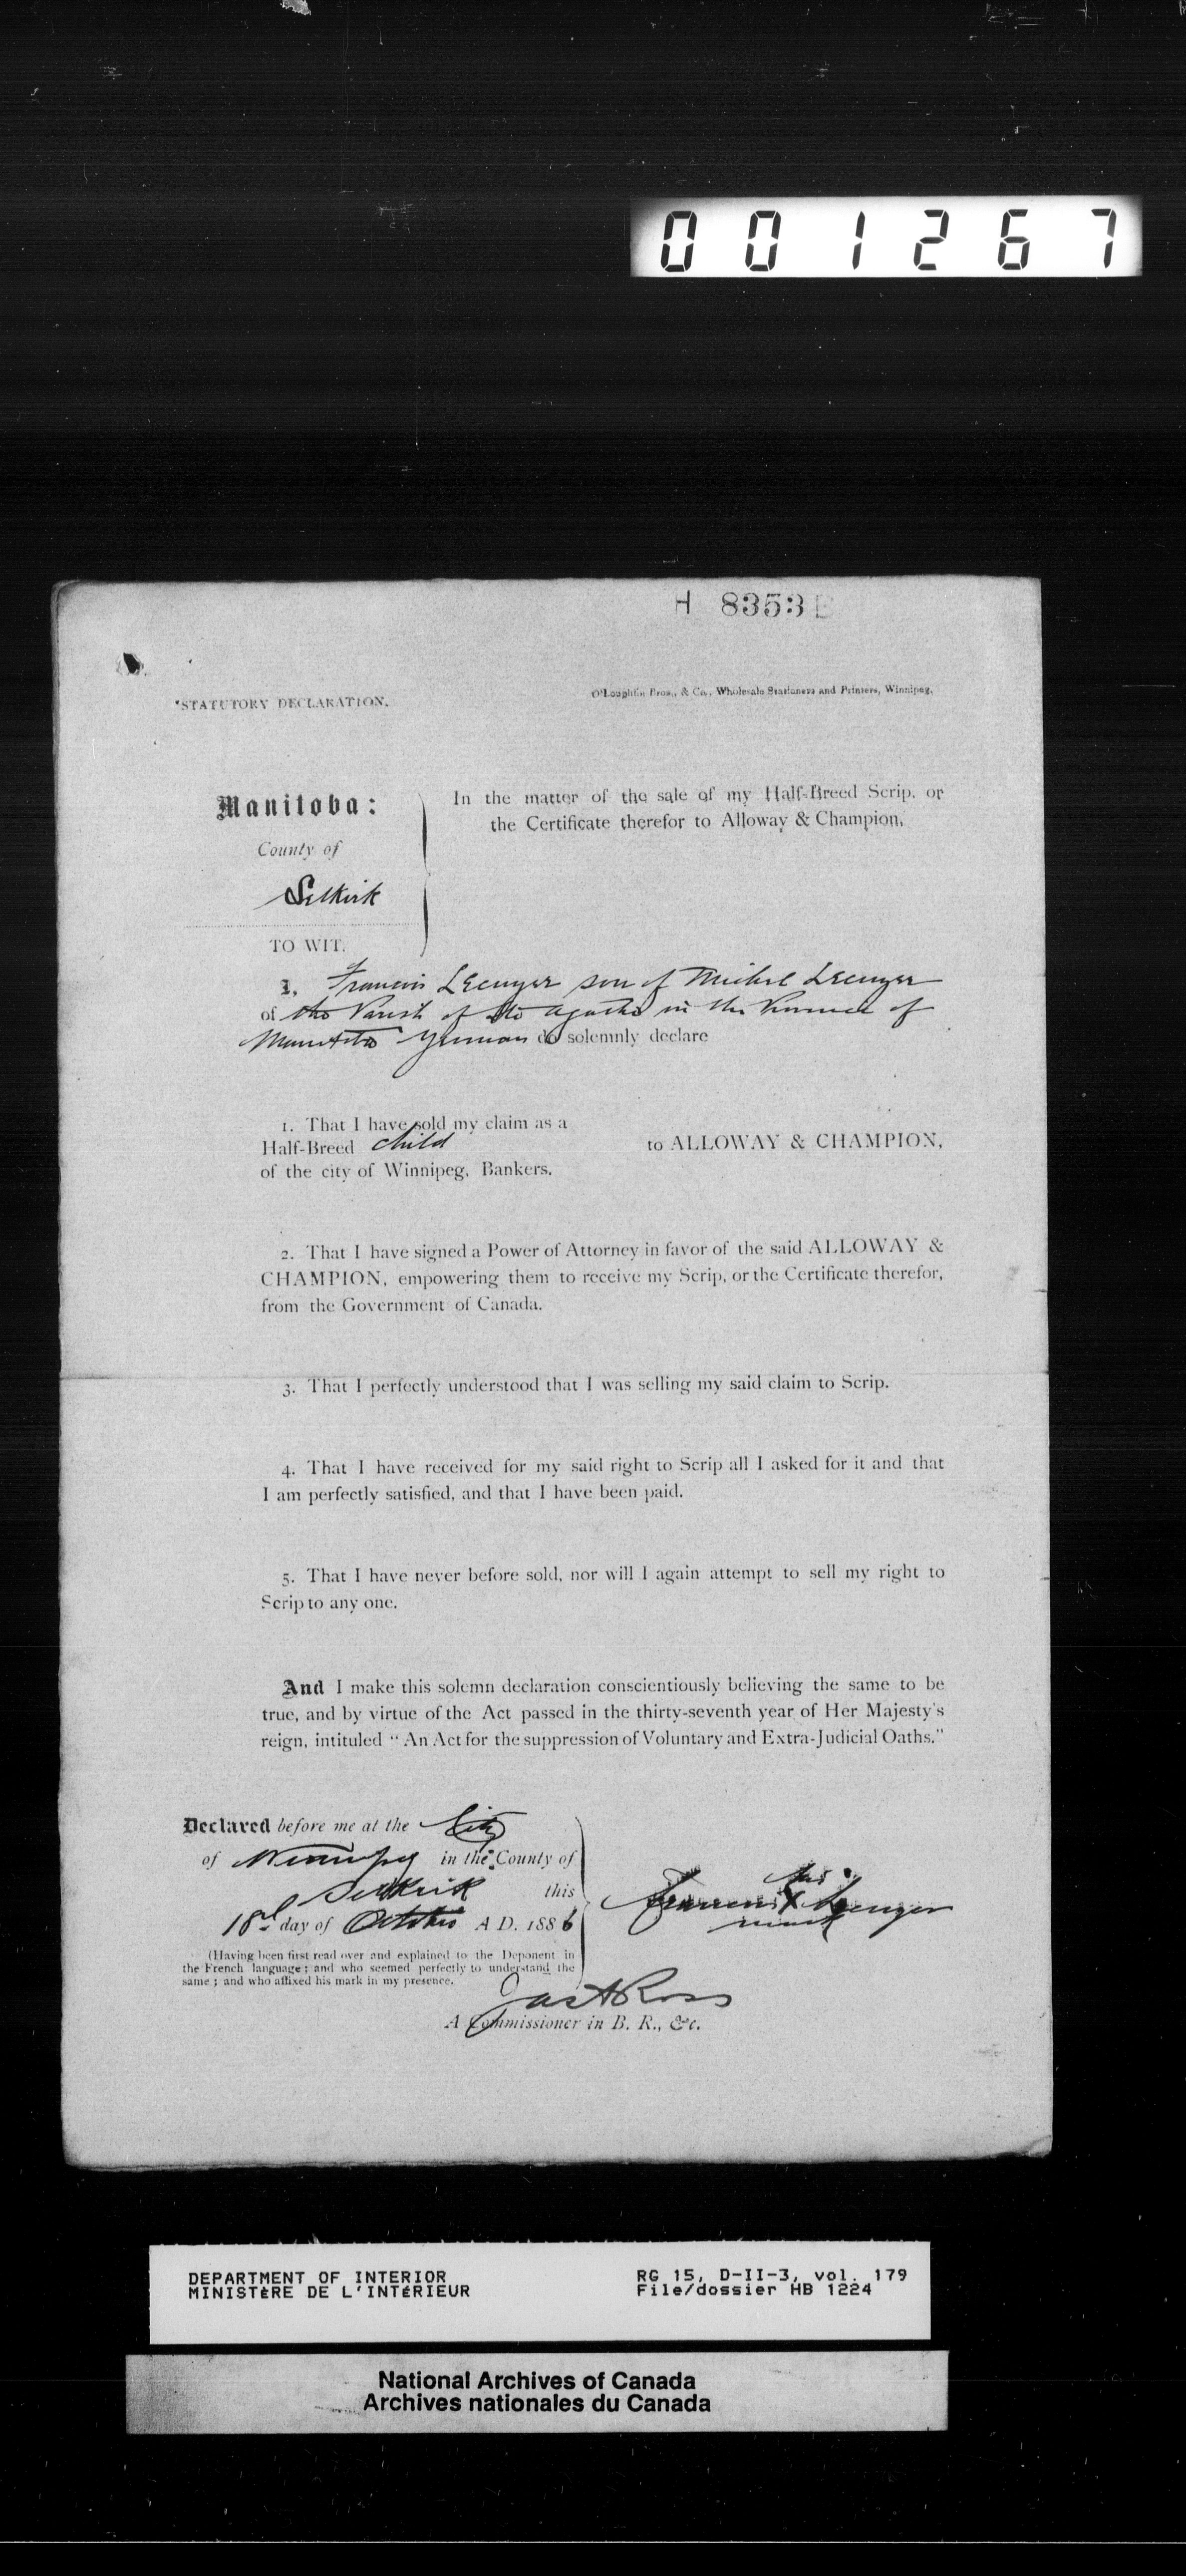 001267
H 8353
STATUTORY DECLARATION.
O'Loughlin Bros., & Co., Wholesale Stationers and Printers, Winnipeg.
Manitoba:
County of
Selkirk
TO WIT.
In the matter of the sale of my Half-Breed Scrip, or
the Certificate therefor to Alloway & Champion,
I, Francis son of Michel
of the Parish of Ste Agathe in the Province of
Manitoba Yeoman do solemnly declare
1. That I have sold my claim as a
Half-Breed child to ALLOWAY & CHAMPION,
of the city of Winnipeg, Bankers.
2. That I have signed a Power of Attorney in favor of the said ALLOWAY &
CHAMPION, empowering them to receive my Scrip, or the Certificate therefor,
from the Government of Canada.
3. That I perfectly understood that I was selling my said claim to Scrip.
4. That I have received for my said right to Scrip all I asked for it and that
I am perfectly satisfied, and that I have been paid.
5. That I have never before sold, nor will I again attempt to sell my right to
Scrip to any one.
And I make this solemn declaration conscientiously believing the same to be
true, and by virtue of the Act passed in the thirty-seventh year of Her Majesty's
reign, intituled "An Act for the suppression of Voluntary and Extra-Judicial Oaths."
Declared before me at the City
of Winnipeg in the County of
Selkirk this
18th day of October A D. 1886
his
Francis X
mark
(Having been first read over and explained to the Deponent in
the French language; and who seemed perfectly to understand the
same; and who affixed his mark in my presence.
Jas A Ross
A Commissioner in B. R., &c.
DEPARTMENT OF INTERIOR
MINISTÈRE DE L'INTÉRIEUR
RG 15, D-II-3, vol. 179
File/dossier HB 1224
National Archives of Canada
Archives nationales du Canada